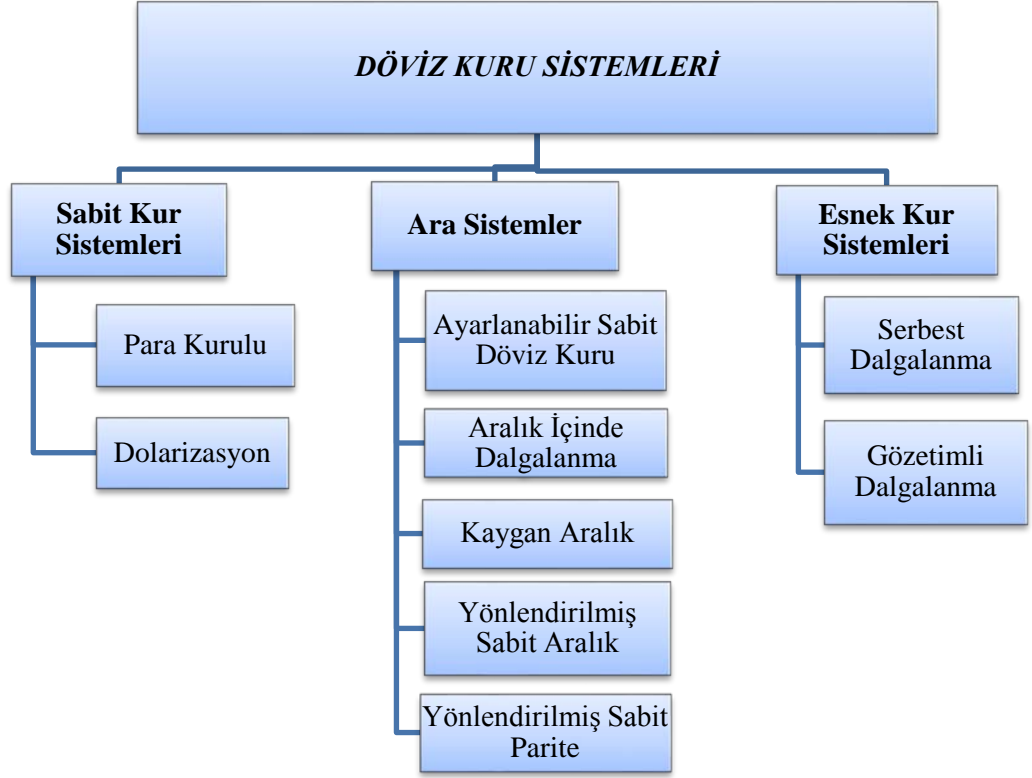 DÖVİZ KURU SİSTEMLERİ
Sabit Kur
Sistemleri
Para Kurulu
Dolarizasyon
Ara Sistemler
Ayarlanabilir Sabit
Döviz Kuru
Aralık İçinde
Dalgalanma
Kaygan Aralık
Yönlendirilmiş
Sabit Aralık
Yönlendirilmiş Sabit
Parite
Esnek Kur
Sistemleri
Serbest
Dalgalanma
Gözetimli
Dalgalanma